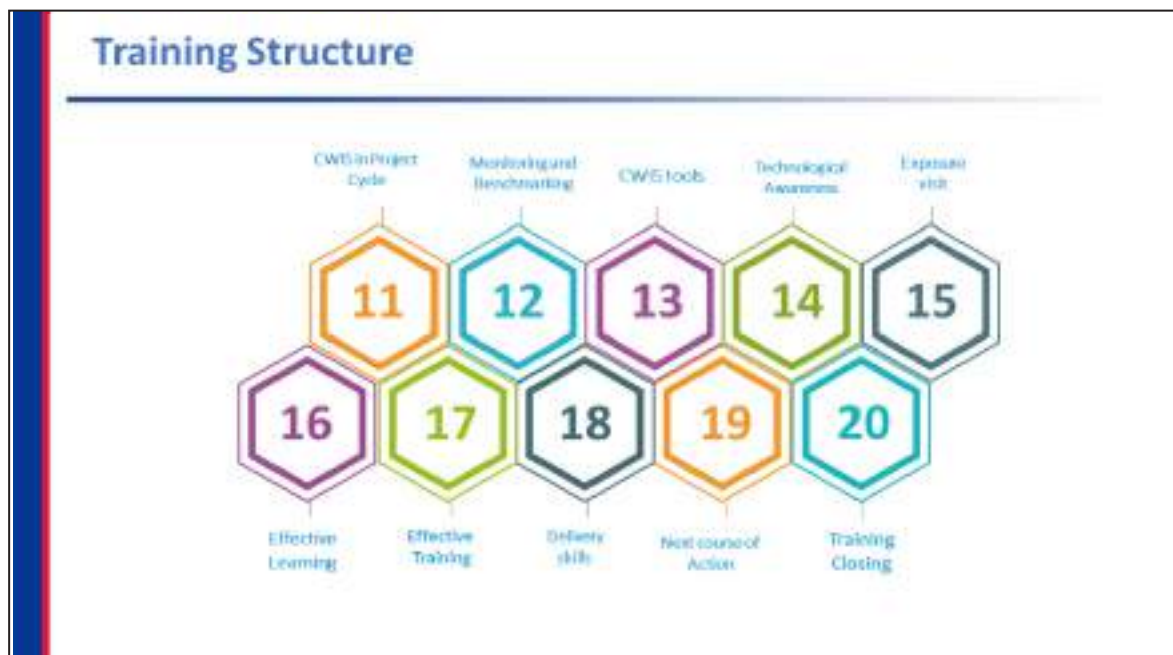 Training Structure
CWIS in Project
Cycle
Monitoring and
Benchmarking
CWIS tools
Technological
Awareness
Exposure
visit
11
12
13
14
15
16
17
18
19
20
Effective
Learning
Effective
Training
Delivery
skills
Next course of
Action
Training
Closing